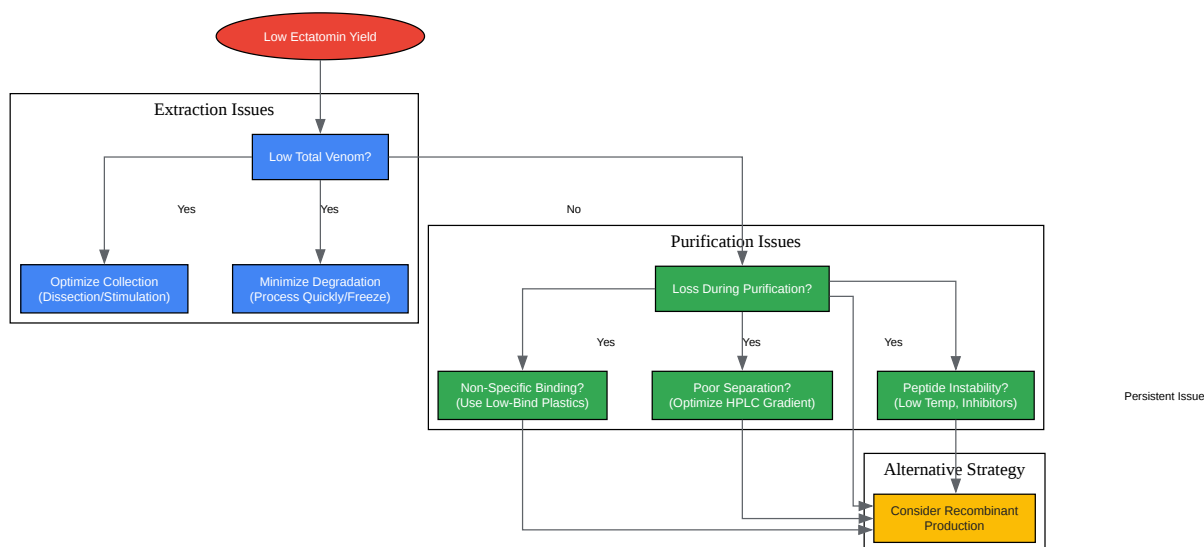 Low Ectatomin Yield
Extraction Issues
Low Total Venom?
Yes
Yes
No
Optimize Collection
(Dissection/Stimulation)
Minimize Degradation
(Process Quickly/Freeze)
Purification Issues
Loss During Purification?
Yes
Yes
Yes
Non-Specific Binding?
(Use Low-Bind Plastics)
Poor Separation?
(Optimize HPLC Gradient)
Peptide Instability?
(Low Temp, Inhibitors)
Persistent Issue
Alternative Strategy
Consider Recombinant
Production